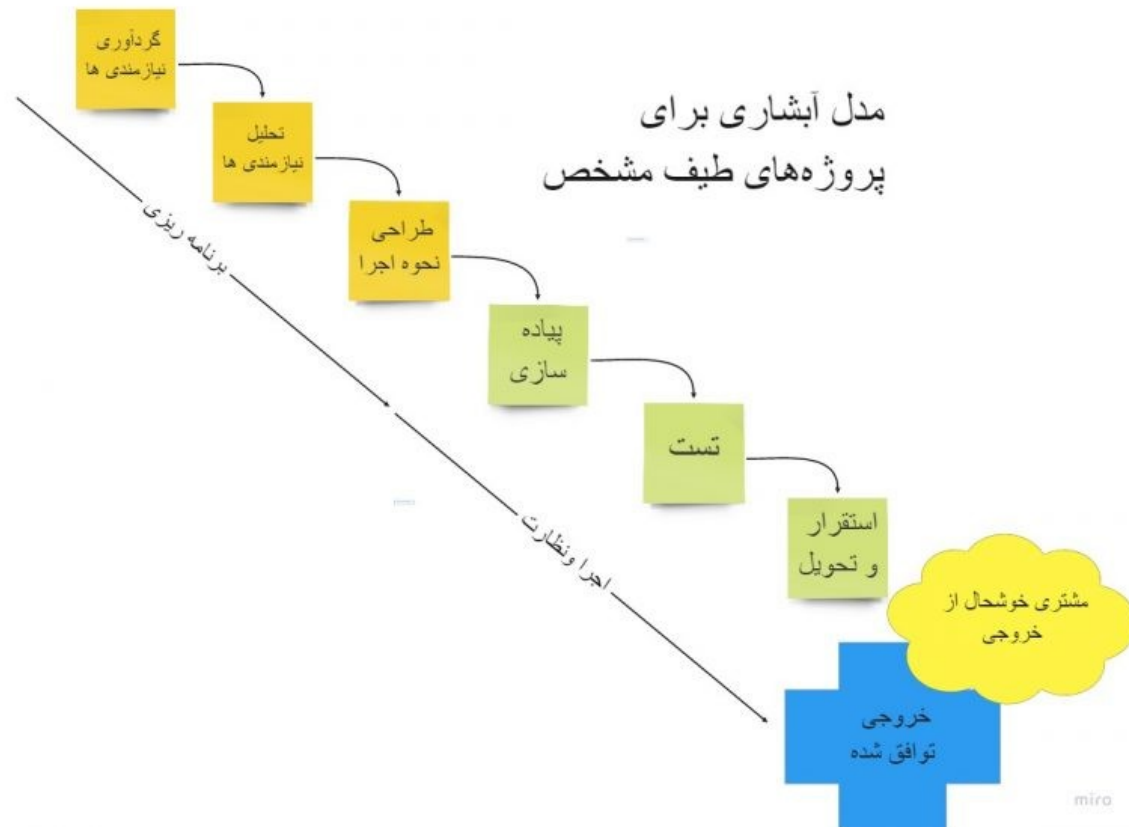 گردآوری
نیازمندی ها
تحلیل
نیازمندی ها
مدل آبشاری برای
پروژه‌های طیف مشخص
طراحی
نحوه اجرا
برنامه ریزی
پیاده
سازی
تست
استقرار
و تحویل
اجرا ونظارت
مشتری خوشحال از
خروجی
خروجی
توافق شده
miro